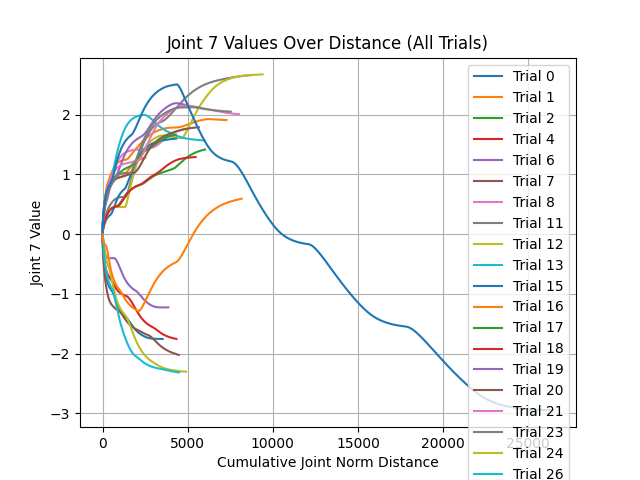 Joint 7 Values Over Distance (All Trials)
Joint 7 Value
2
1
0
−1
−2
−3
0
5000
10000
15000
20000
25000
Cumulative Joint Norm Distance
Trial 0
Trial 1
Trial 2
Trial 4
Trial 6
Trial 7
Trial 8
Trial 11
Trial 12
Trial 13
Trial 15
Trial 16
Trial 17
Trial 18
Trial 19
Trial 20
Trial 21
Trial 23
Trial 24
Trial 26